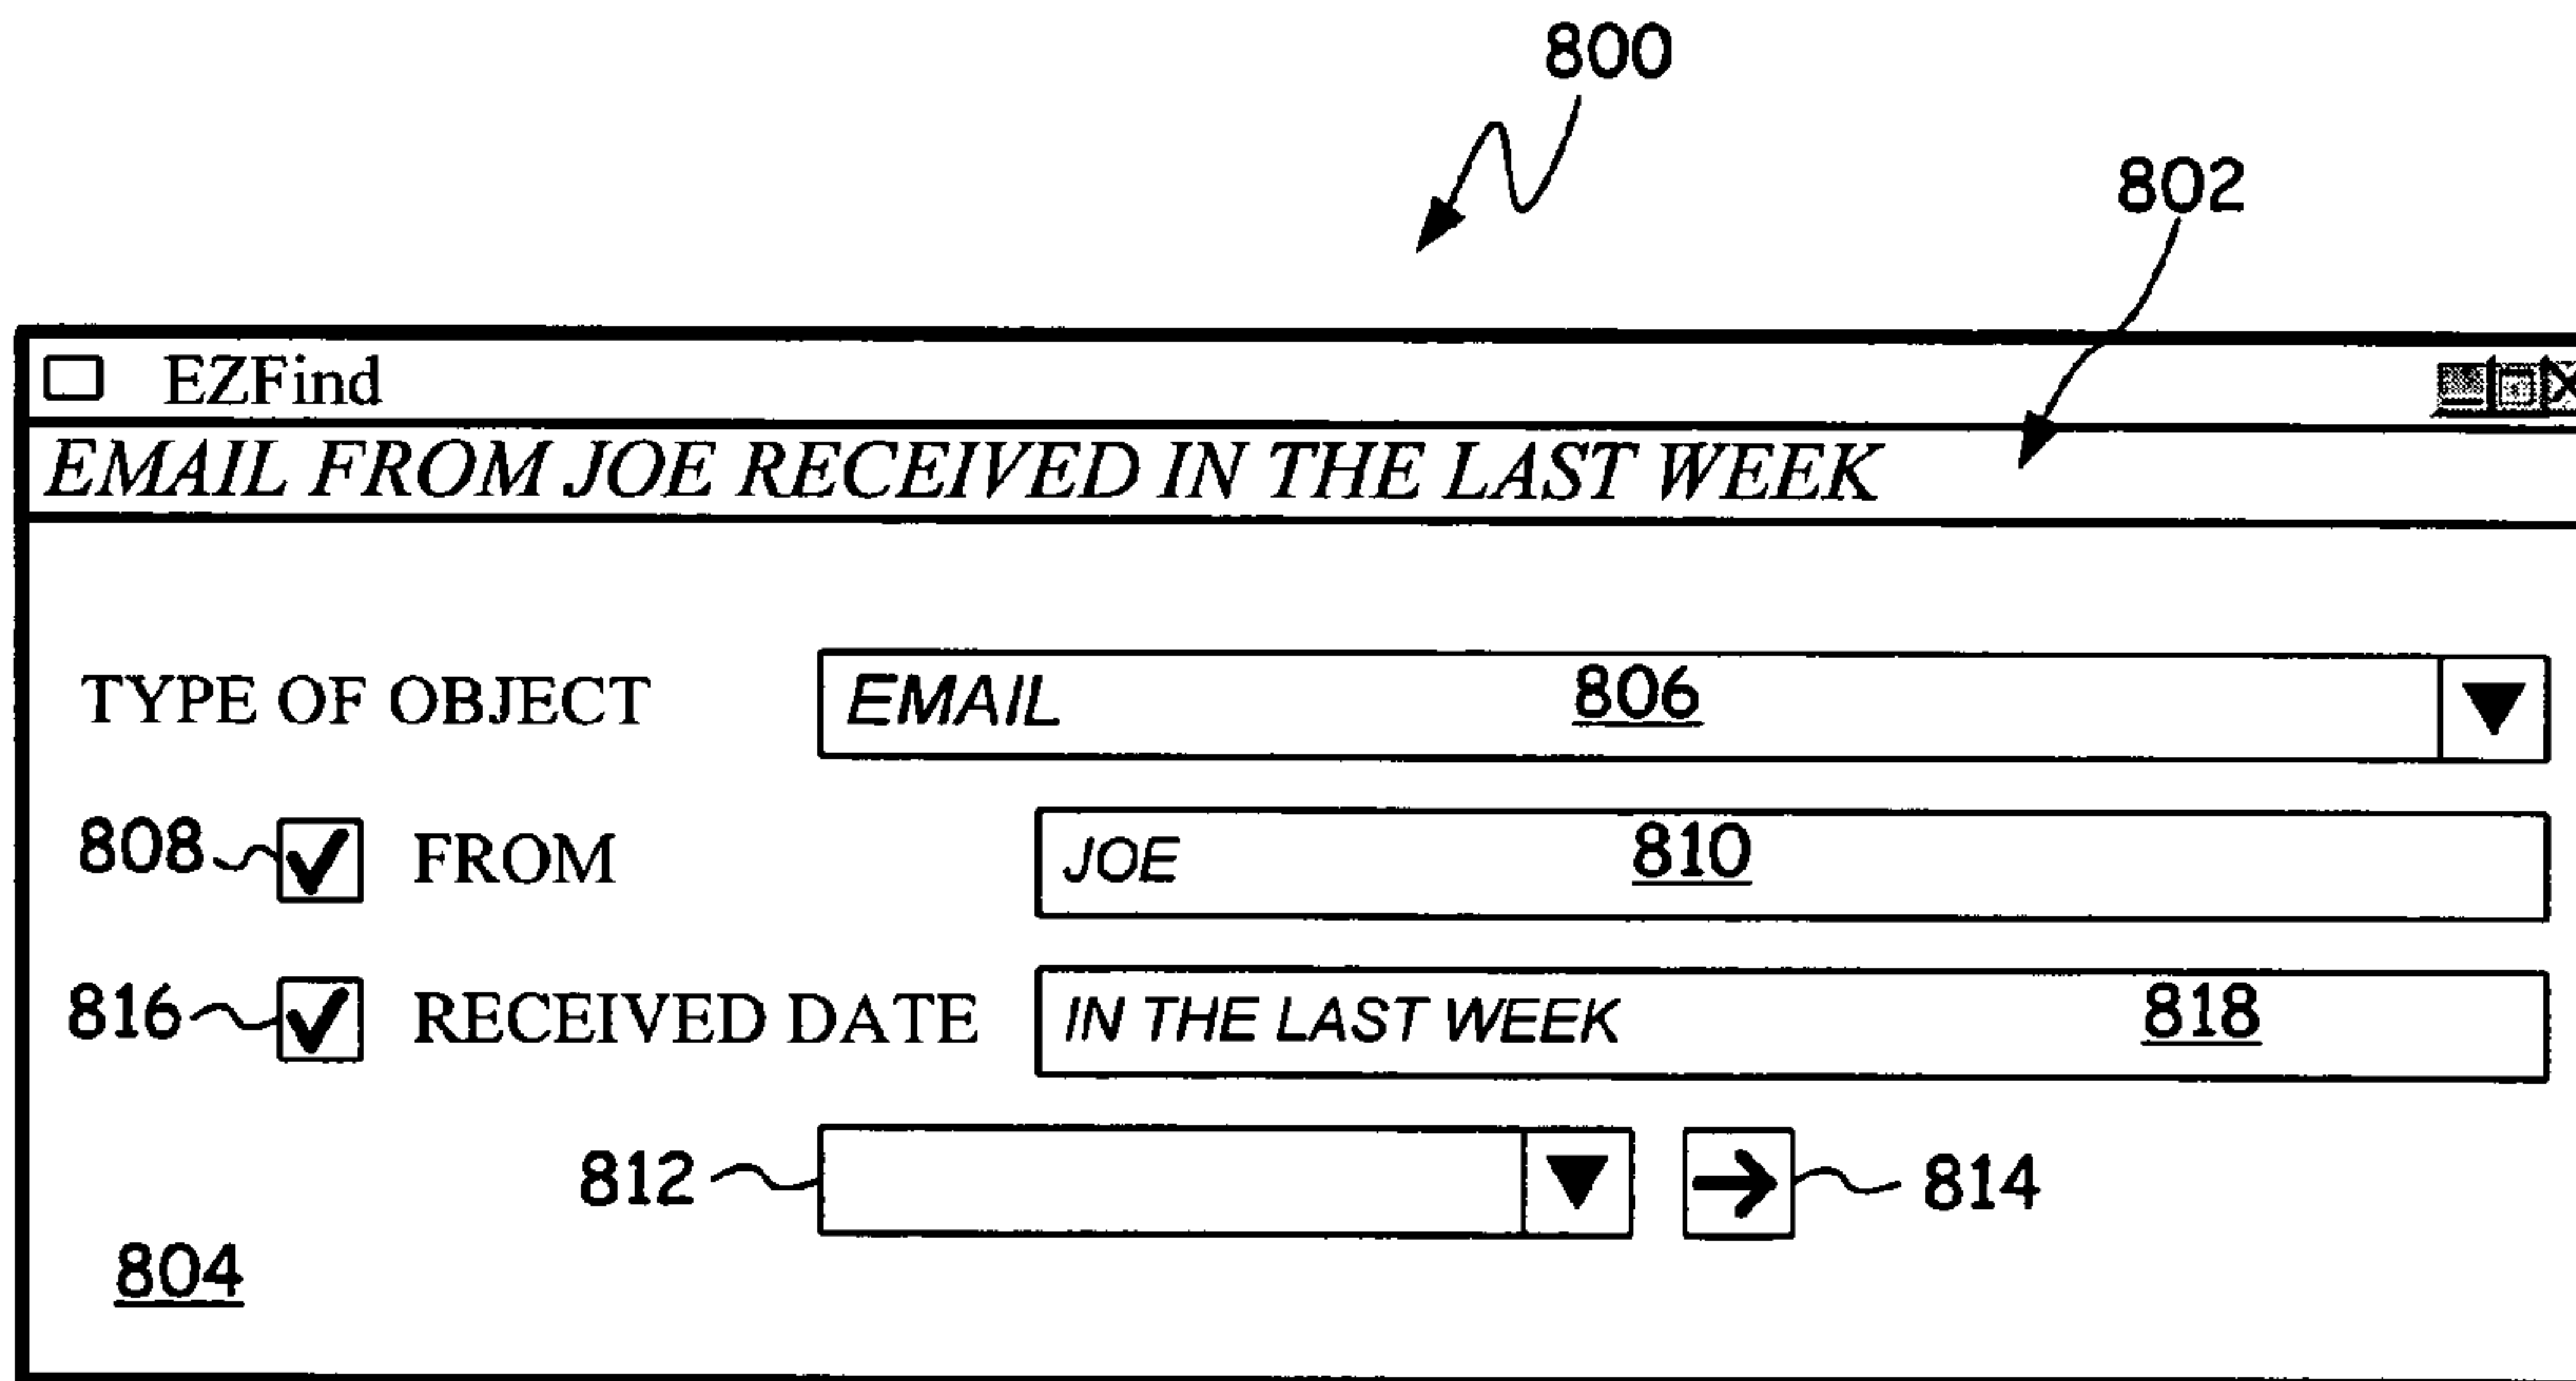 800
802
EZFind
EMAIL FROM JOE RECEIVED IN THE LAST WEEK
TYPE OF OBJECT EMAIL 806
808 FROM JOE 810
816 RECEIVED DATE IN THE LAST WEEK 818
812 814
804